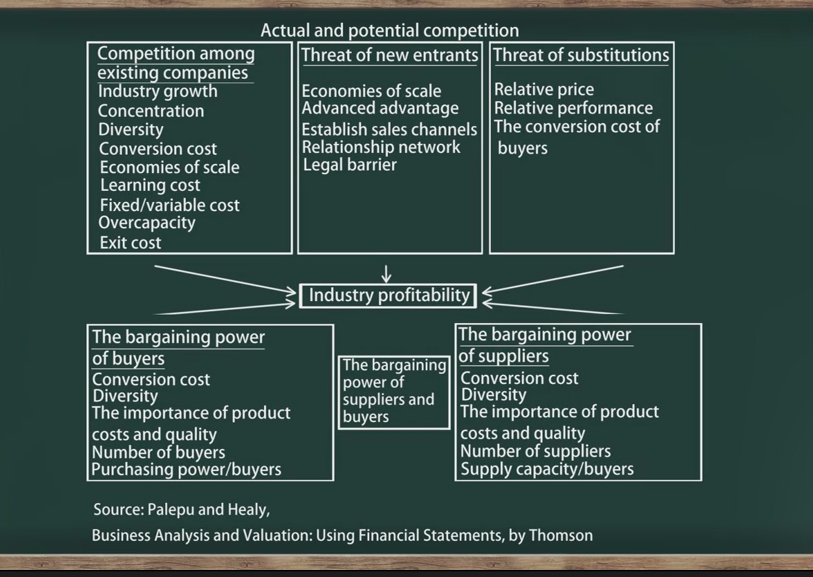 Actual and potential competition
Competition among
existing companies
Industry growth
Concentration
Diversity
Conversion cost
Economies of scale
Learning cost
Fixed/variable cost
Overcapacity
Exit cost
Threat of new entrants
Economies of scale
Advanced advantage
Establish sales channels
Relationship network
Legal barrier
Threat of substitutions
Relative price
Relative performance
The conversion cost of
buyers
Industry profitability
The bargaining power
of buyers
Conversion cost
Diversity
The importance of product
costs and quality
Number of buyers
Purchasing power/buyers
The bargaining
power of
suppliers and
buyers
The bargaining power
of suppliers
Conversion cost
Diversity
The importance of product
costs and quality
Number of suppliers
Supply capacity/buyers
Source: Palepu and Healy,
Business Analysis and Valuation: Using Financial Statements, by Thomson